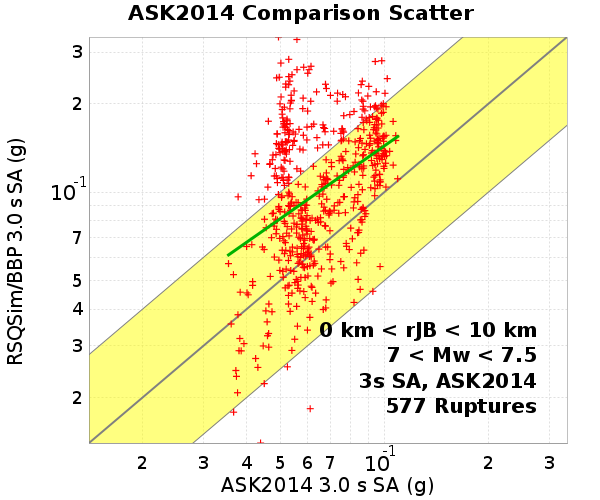 ASK2014 Comparison Scatter
RSQSim/BBP 3.0 s SA (g)
3
2
10-1
7
5
4
3
2
0 km < rJB < 10 km
7 < Mw < 7.5
3s SA, ASK2014
577 Ruptures
2 3 4 5 6 7 10-1 2 3
ASK2014 3.0 s SA (g)